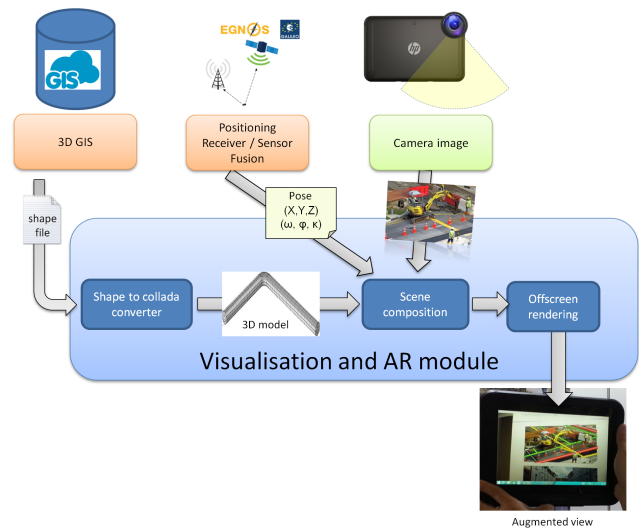 GIS
EGNOS
GALILEO
hp
3D GIS
Positioning
Receiver / Sensor
Fusion
Camera image
shape
file
Pose
(X,Y,Z)
(ω, φ, κ)
Shape to collada
converter
3D model
Scene
composition
Offscreen
rendering
Visualisation and AR module
Augmented view